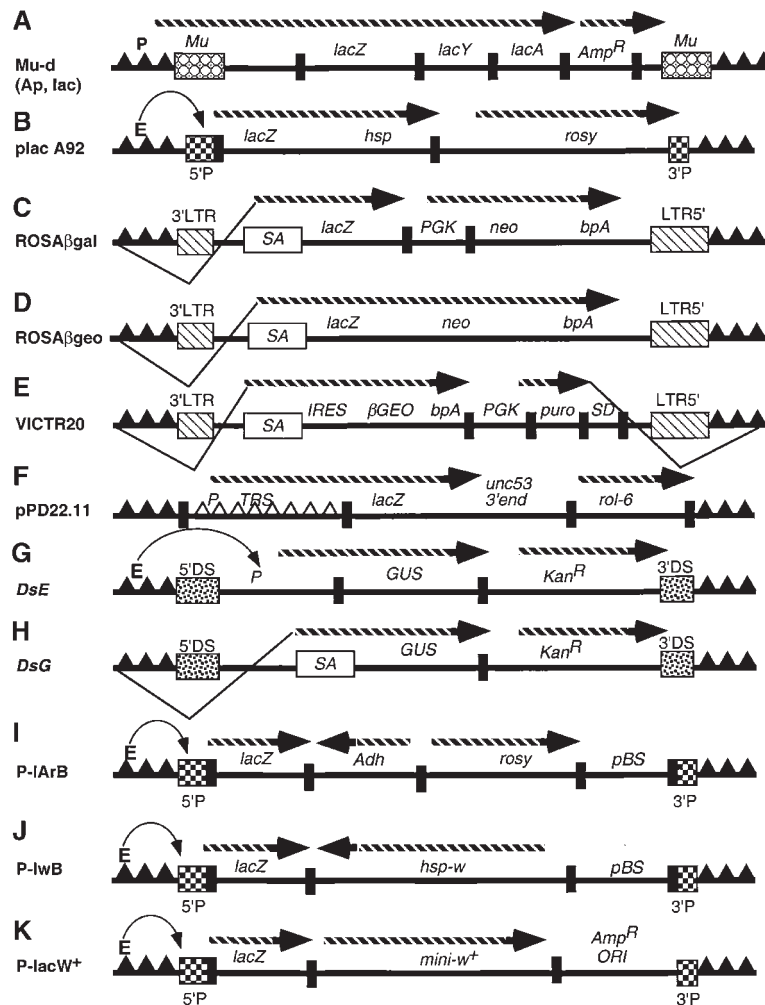 A
P
Mu
lacZ
lacY
lacA
Amp^R
Mu
Mu-d
(Ap, lac)
B
E
plac A92
lacZ
hsp
rosy
5'P
3'P
C
3'LTR
LTR5'
ROSAβgal
SA
lacZ
PGK
neo
bpA
D
3'LTR
LTR5'
ROSAβgeo
SA
lacZ
neo
bpA
E
3'LTR
LTR5'
VICTR20
SA
IRES
βGEO
bpA
PGK
puro
SD
F
pPD22.11
P
TRS
lacZ
unc53
3'end
rol-6
G
E
5'DS
P
GUS
Kan^R
3'DS
DsE
H
5'DS
SA
GUS
Kan^R
3'DS
DsG
I
E
P-lArB
lacZ
Adh
rosy
pBS
5'P
3'P
J
E
P-lwB
lacZ
hsp-w
pBS
5'P
3'P
K
E
P-lacW+
lacZ
mini-w+
Amp^R
ORI
5'P
3'P